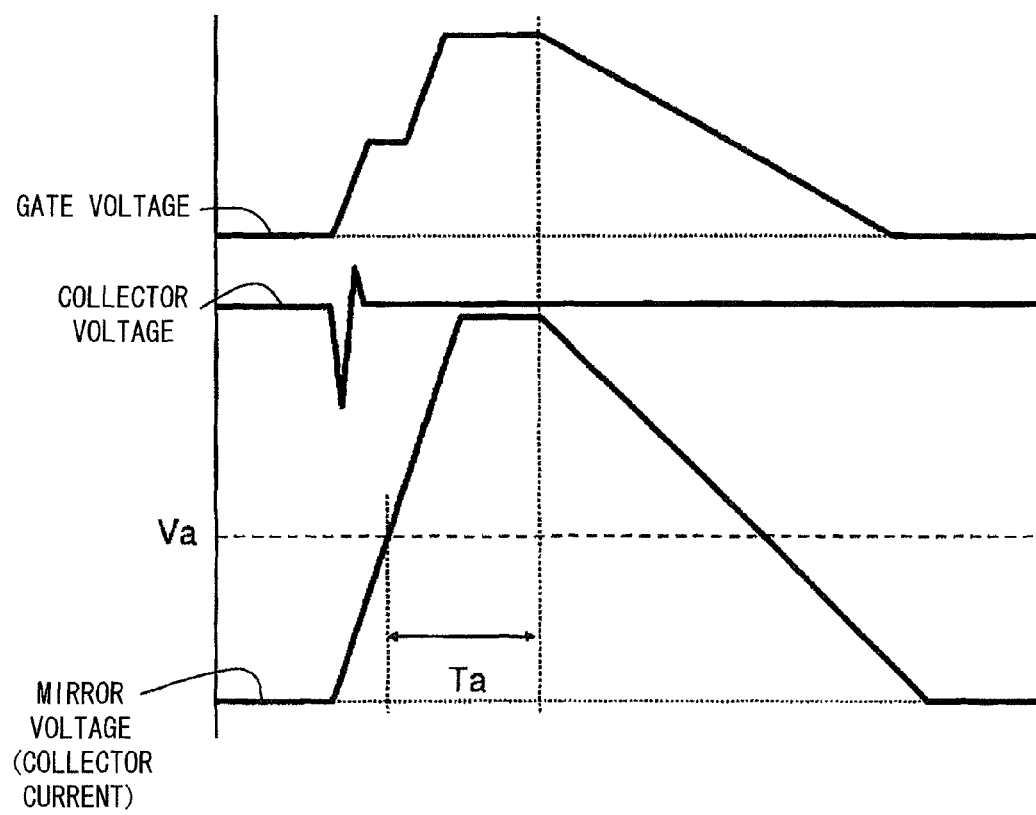 GATE VOLTAGE
COLLECTOR
VOLTAGE
Va
Ta
MIRROR
VOLTAGE
(COLLECTOR
CURRENT)